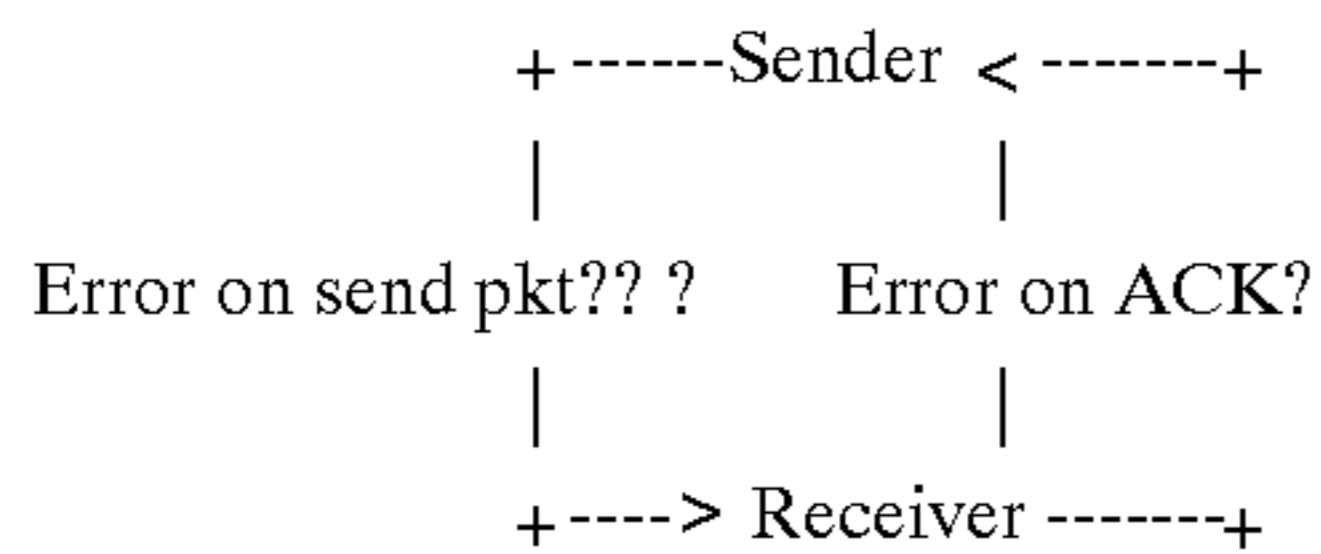 +------Sender <-------+
| |
Error on send pkt?? ? Error on ACK?
| |
+----> Receiver -------+